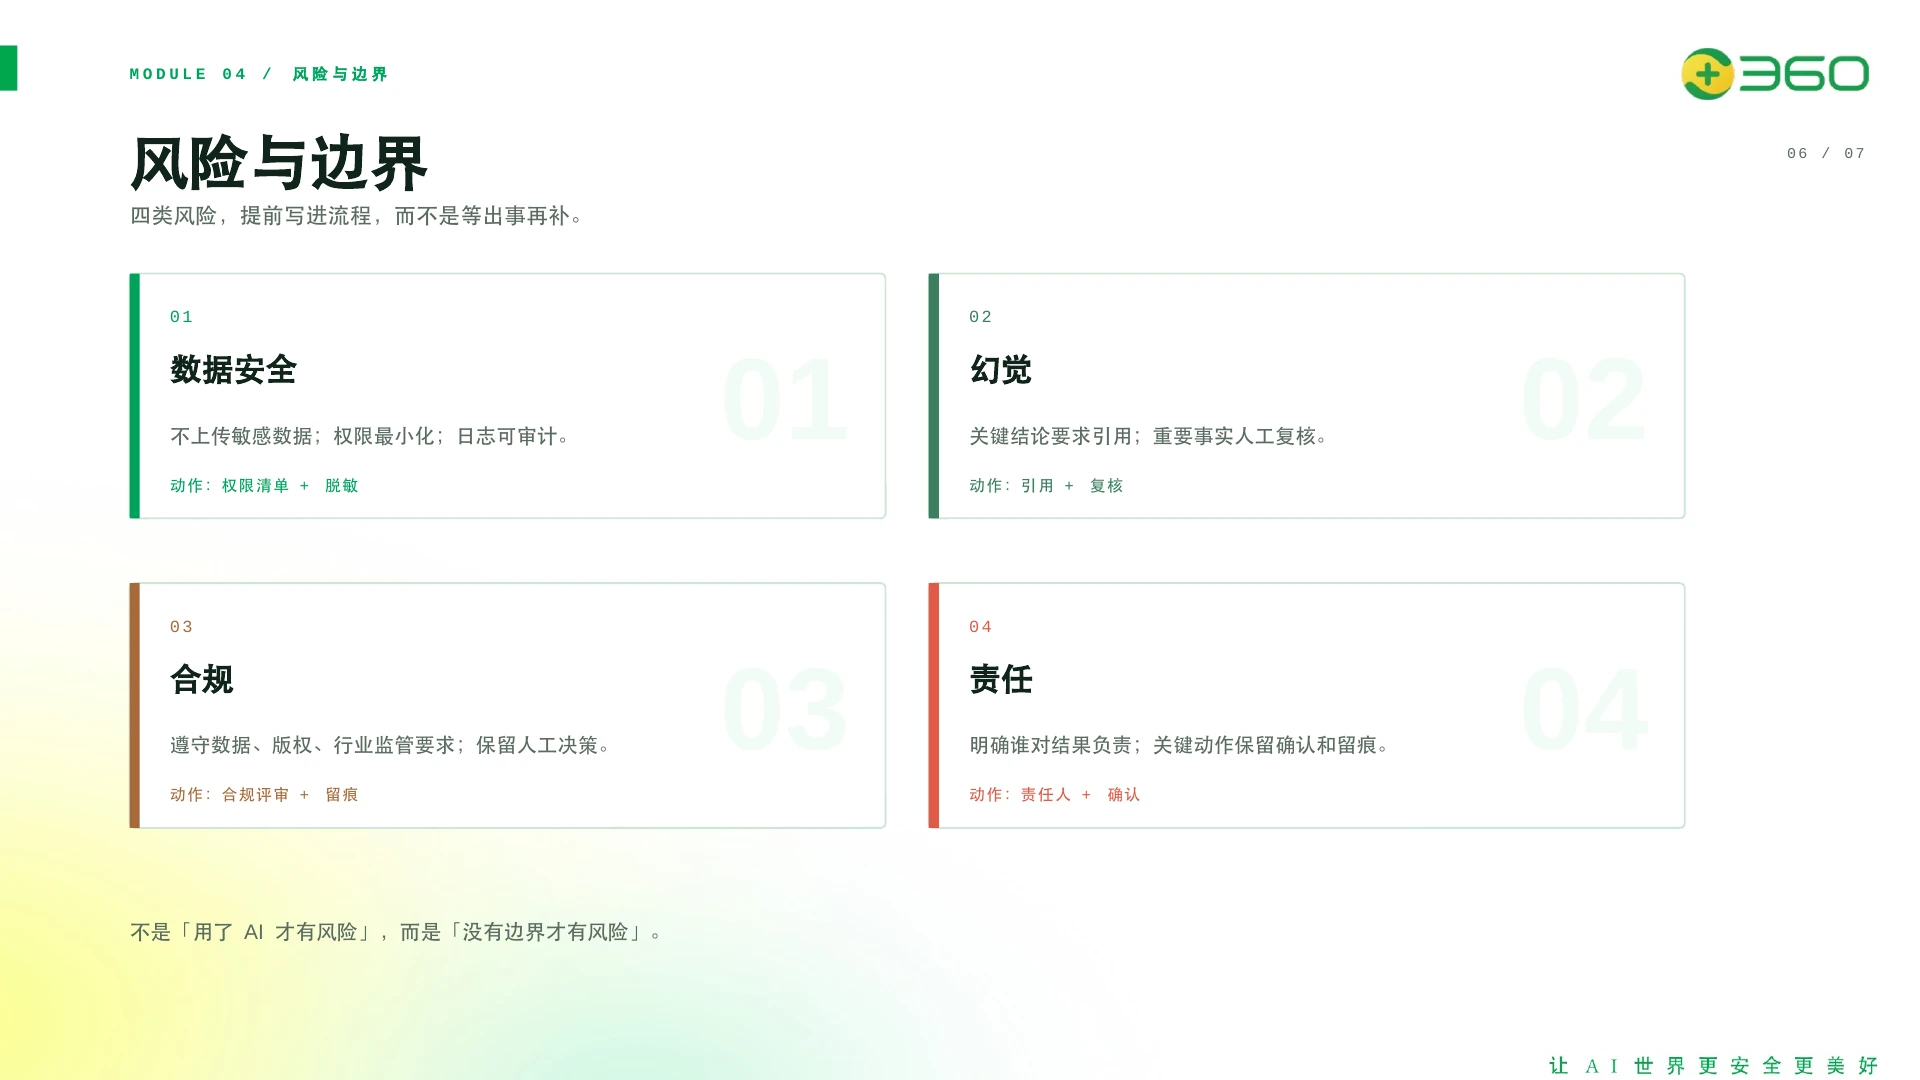 MODULE 04 / 风险与边界
360
风险与边界
06 / 07
四类风险，提前写进流程，而不是等出事再补。
01
数据安全
01
不上传敏感数据；权限最小化；日志可审计。
动作：权限清单 + 脱敏
02
幻觉
02
关键结论要求引用；重要事实人工复核。
动作：引用 + 复核
03
合规
03
遵守数据、版权、行业监管要求；保留人工决策。
动作：合规评审 + 留痕
04
责任
04
明确谁对结果负责；关键动作保留确认和留痕。
动作：责任人 + 确认
不是「用了 AI 才有风险」，而是「没有边界才有风险」。
让AI世界更安全更美好